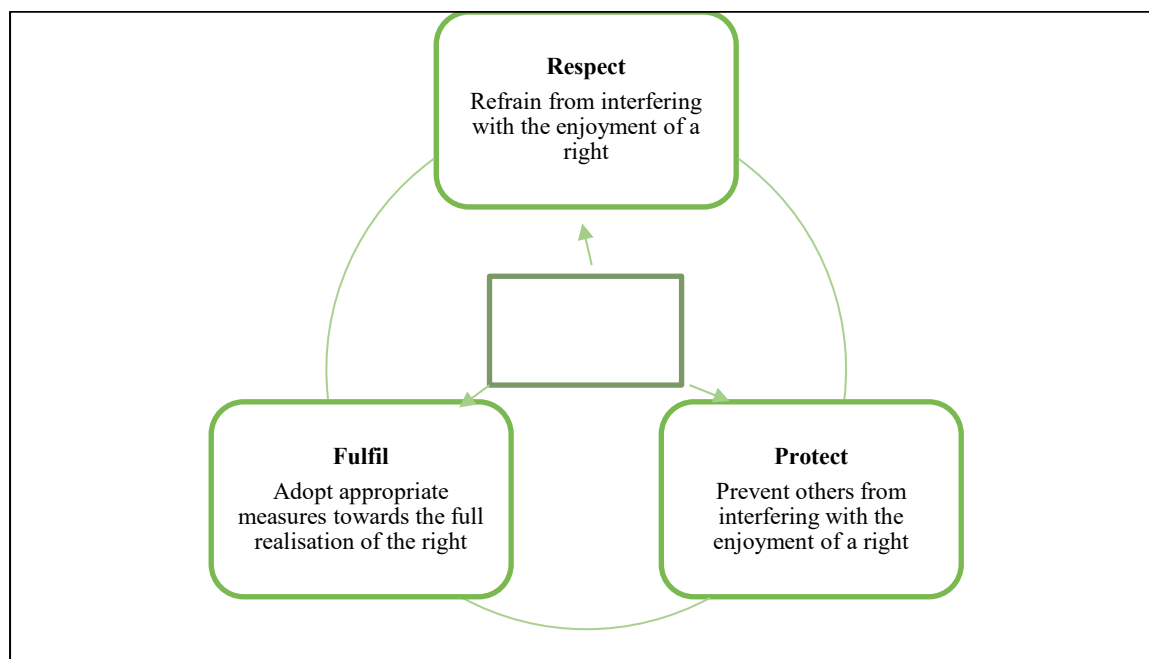 Respect
Refrain from interfering
with the enjoyment of a
right
Fulfil
Adopt appropriate
measures towards the full
realisation of the right
Protect
Prevent others from
interfering with the
enjoyment of a right